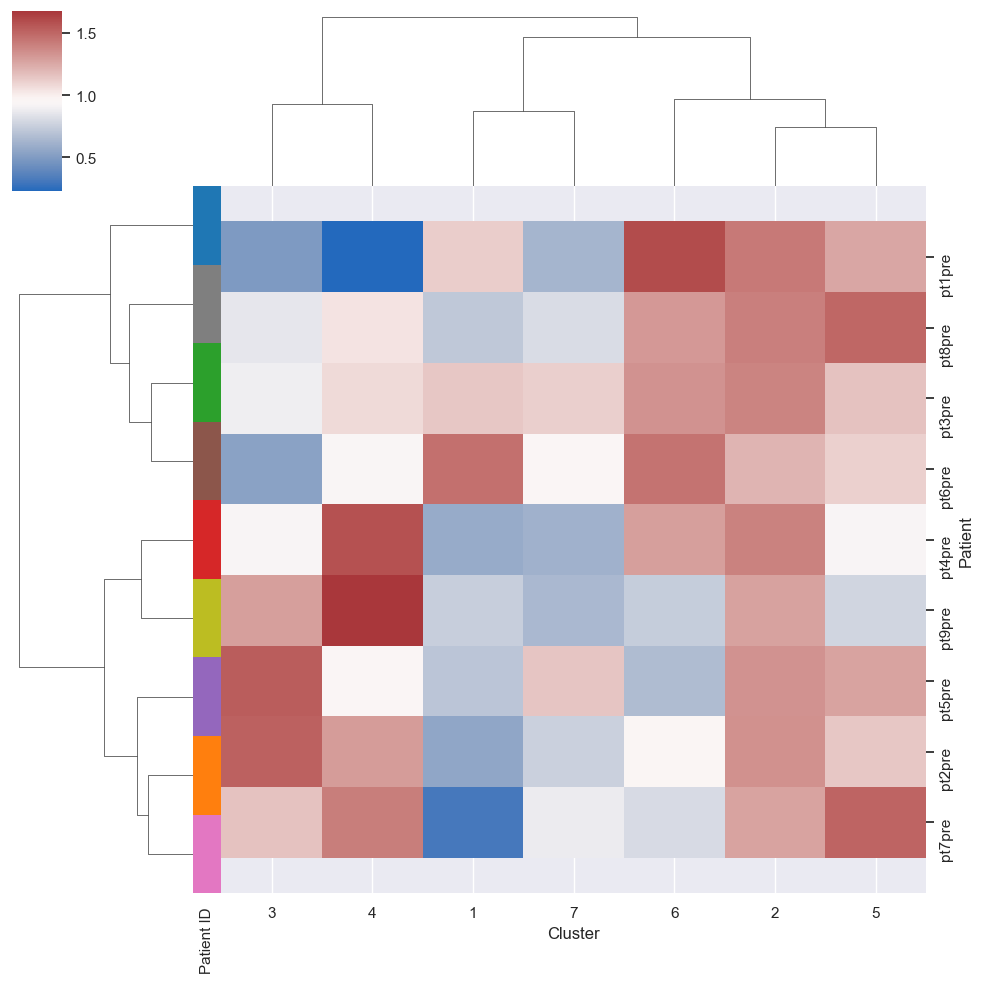 1.5
1.0
0.5
pt1pre
pt8pre
pt3pre
pt6pre
pt4pre
pt9pre
pt5pre
pt2pre
pt7pre
Patient
3 4 1 7 6 2 5
Cluster
Patient ID